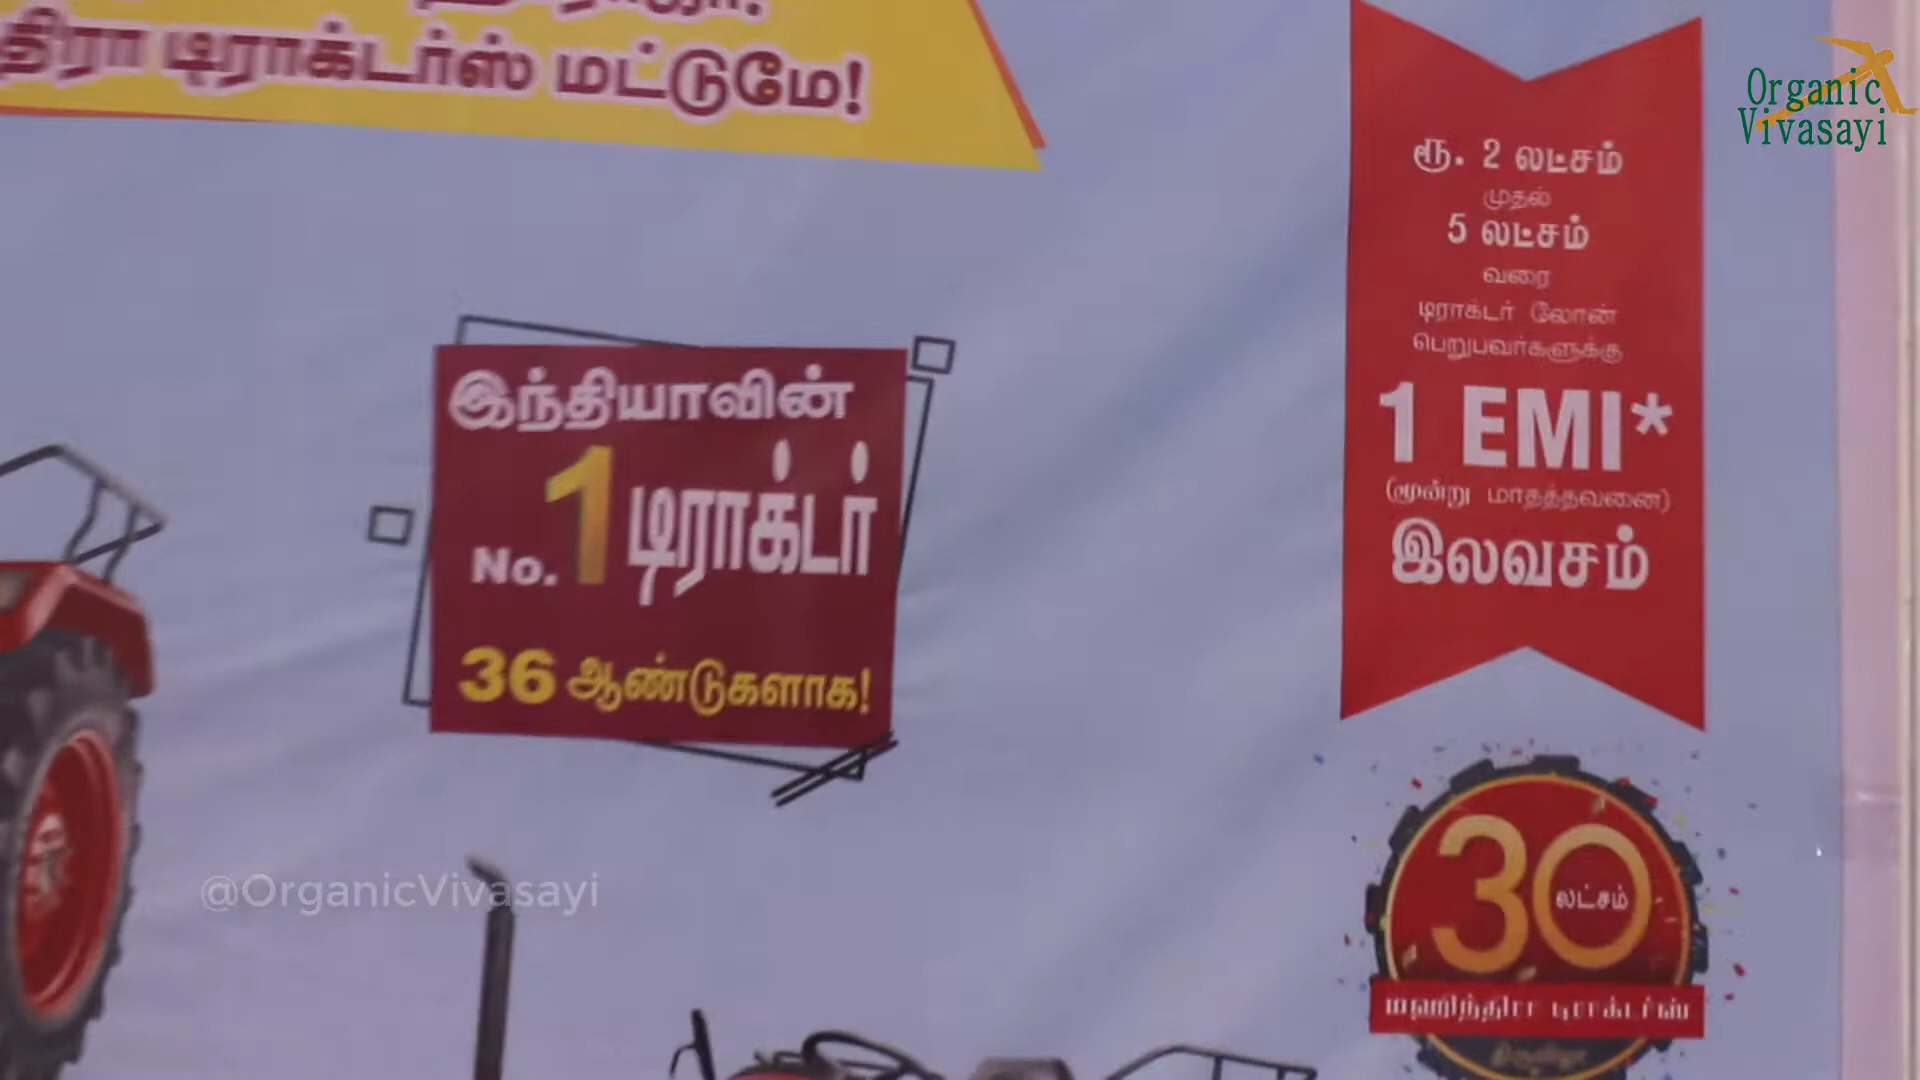 டிராக்டர்ஸ் மட்டுமே!
Organic
Vivasayi
ரூ. 2 லட்சம்
முதல்
5 லட்சம்
வரை
டிராக்டர் லோன்
பெறுபவர்களுக்கு
1 EMI*
(மூன்று மாதத்தவணை)
இலவசம்
இந்தியாவின்
No. 1 டிராக்டர்
36 ஆண்டுகளாக!
@OrganicVivasayi
30 லட்சம்
மஹிந்திரா டிராக்டர்ஸ்